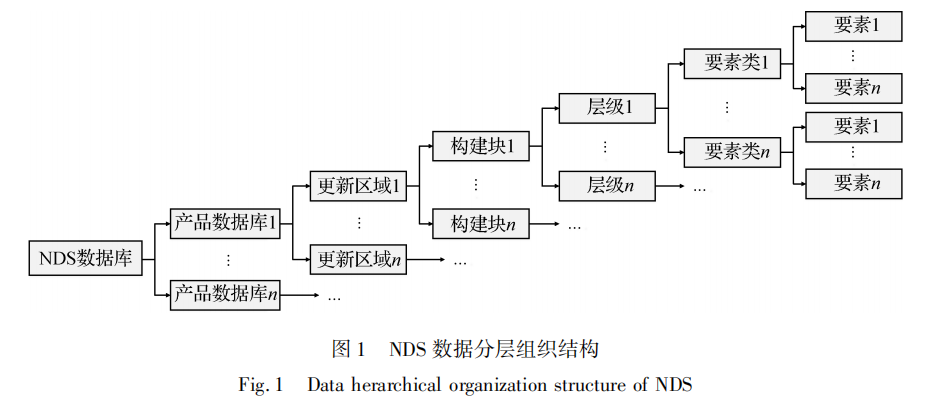 要素1
⋮
要素类1
要素n
层级1
⋮
要素1
构建块1
⋮
要素类n
⋮
更新区域1
⋮
层级n
...
要素n
产品数据库1
⋮
构建块n
...
NDS数据库
⋮
更新区域n
...
产品数据库n
...
图1 NDS数据分层组织结构
Fig.1 Data herarchical organization structure of NDS